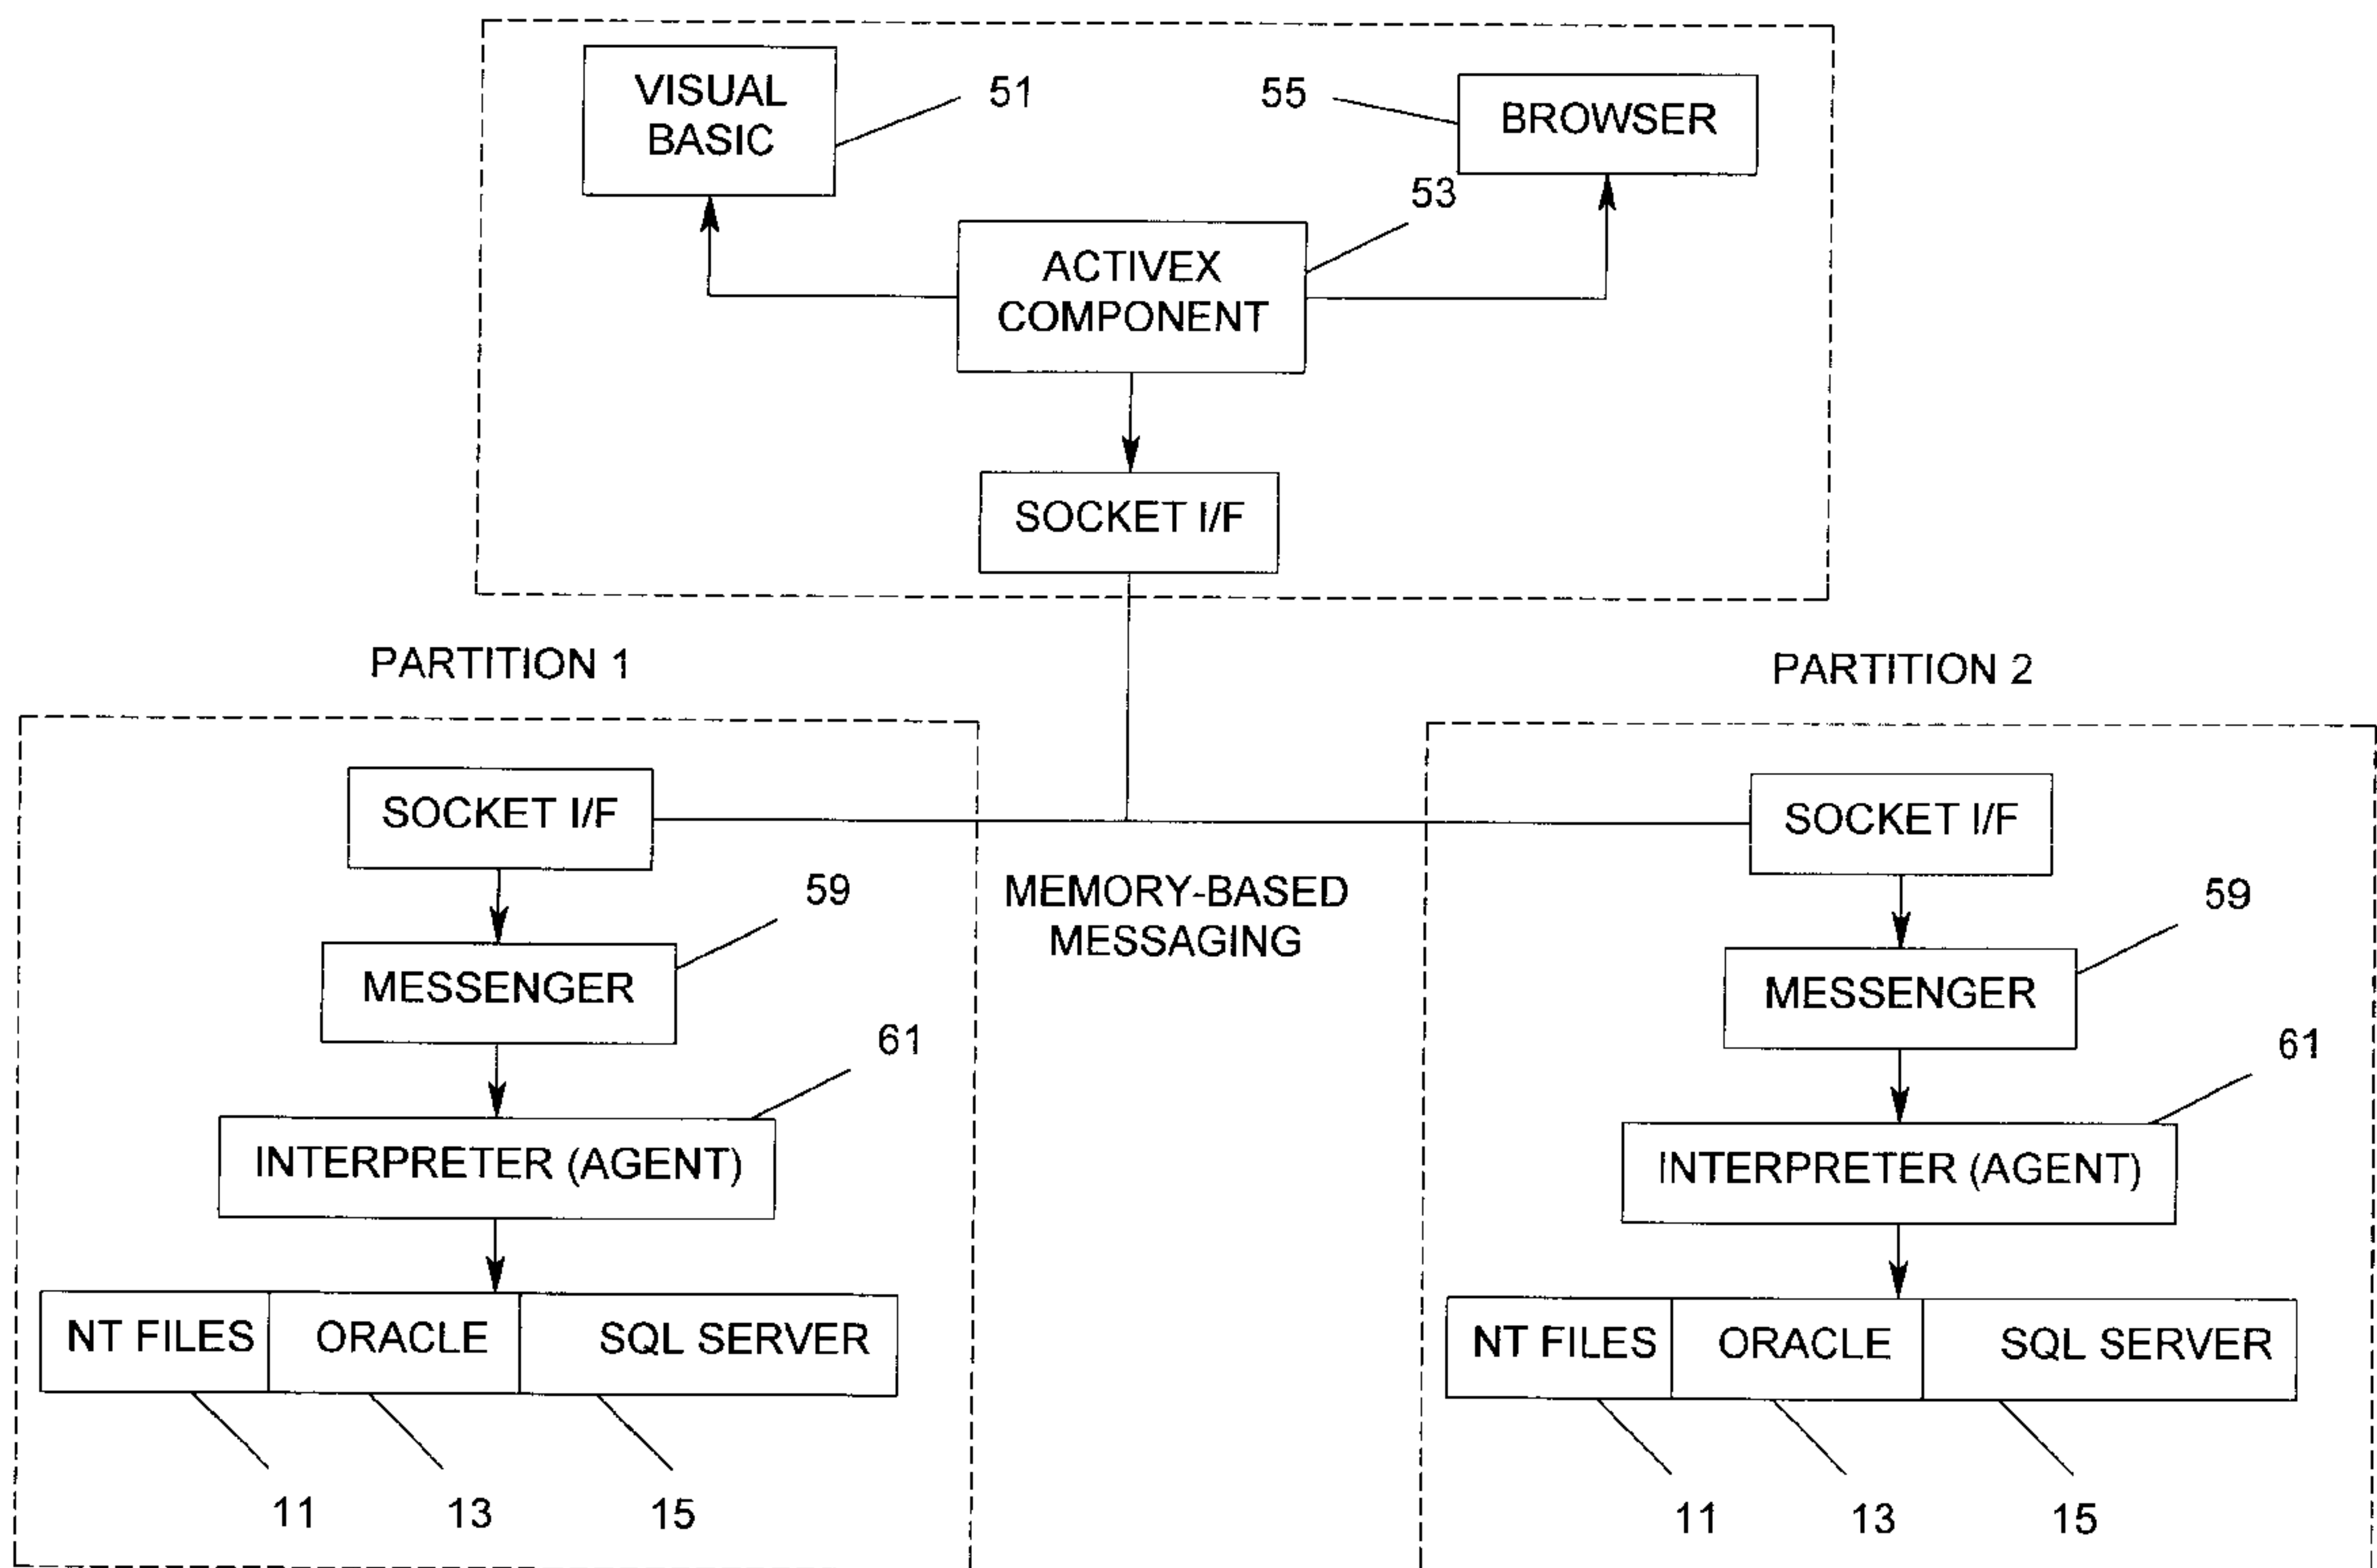 VISUAL
BASIC
51
55
BROWSER
53
ACTIVEX
COMPONENT
SOCKET I/F
PARTITION 1
PARTITION 2
SOCKET I/F
SOCKET I/F
MEMORY-BASED
MESSAGING
59
59
MESSENGER
MESSENGER
61
61
INTERPRETER (AGENT)
INTERPRETER (AGENT)
NT FILES
ORACLE
SQL SERVER
NT FILES
ORACLE
SQL SERVER
11
13
15
11
13
15